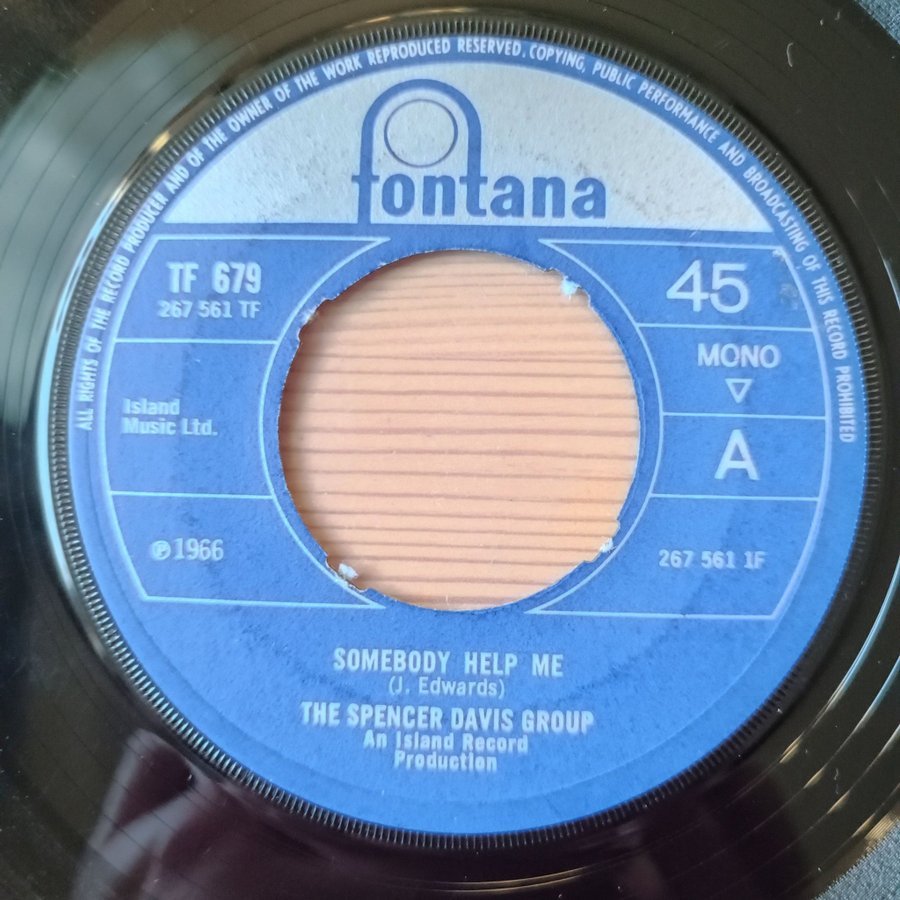 ALL RIGHTS OF THE RECORD PRODUCER AND OF THE OWNER OF THE WORK REPRODUCED RESERVED. COPYING, PUBLIC PERFORMANCE AND BROADCASTING OF THIS RECORD PROHIBITED
fontana
TF 679
267 561 TF
45
MONO
Island
Music Ltd.
A
℗ 1966
267 561 1F
SOMEBODY HELP ME
(J. Edwards)
THE SPENCER DAVIS GROUP
An Island Record
Production